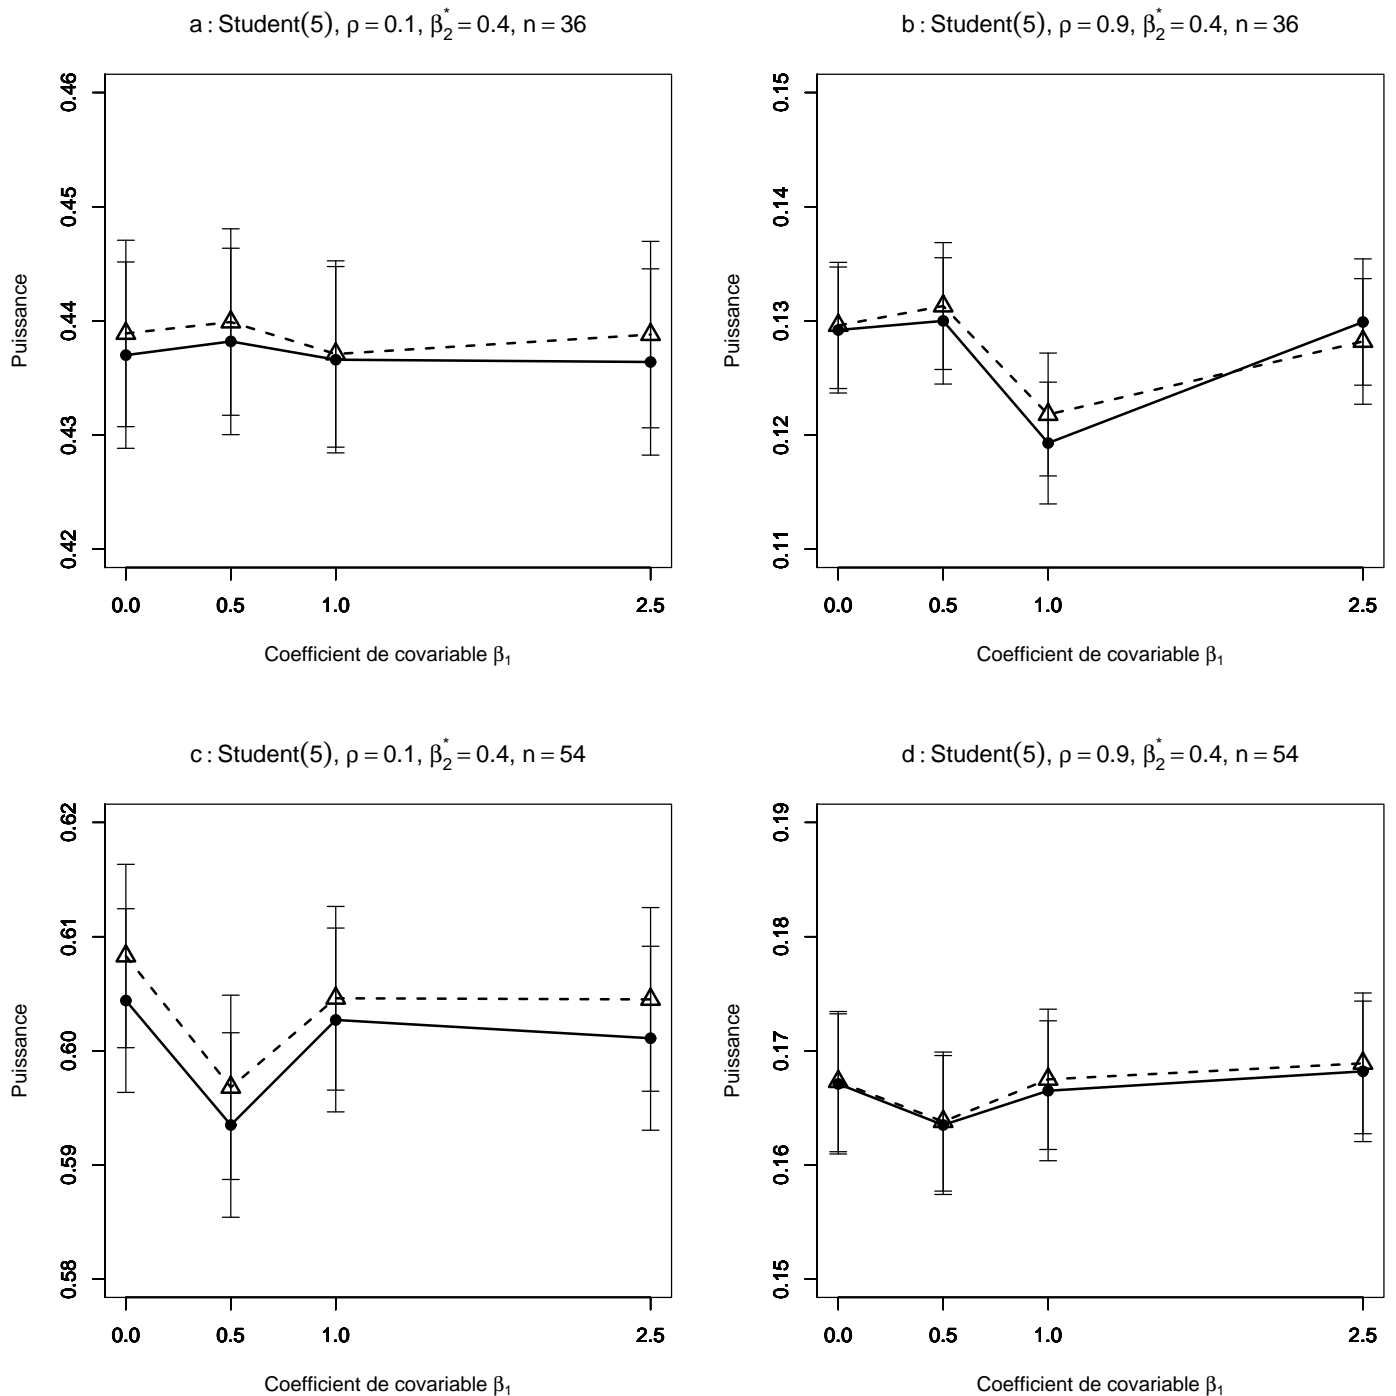 a : Student(5), ρ = 0.1, β₂* = 0.4, n = 36
Puissance
0.46
0.45
0.44
0.43
0.42
0.0 0.5 1.0 2.5
Coefficient de covariable β₁
b : Student(5), ρ = 0.9, β₂* = 0.4, n = 36
Puissance
0.15
0.14
0.13
0.12
0.11
0.0 0.5 1.0 2.5
Coefficient de covariable β₁
c : Student(5), ρ = 0.1, β₂* = 0.4, n = 54
Puissance
0.62
0.61
0.60
0.59
0.58
0.0 0.5 1.0 2.5
Coefficient de covariable β₁
d : Student(5), ρ = 0.9, β₂* = 0.4, n = 54
Puissance
0.19
0.18
0.17
0.16
0.15
0.0 0.5 1.0 2.5
Coefficient de covariable β₁